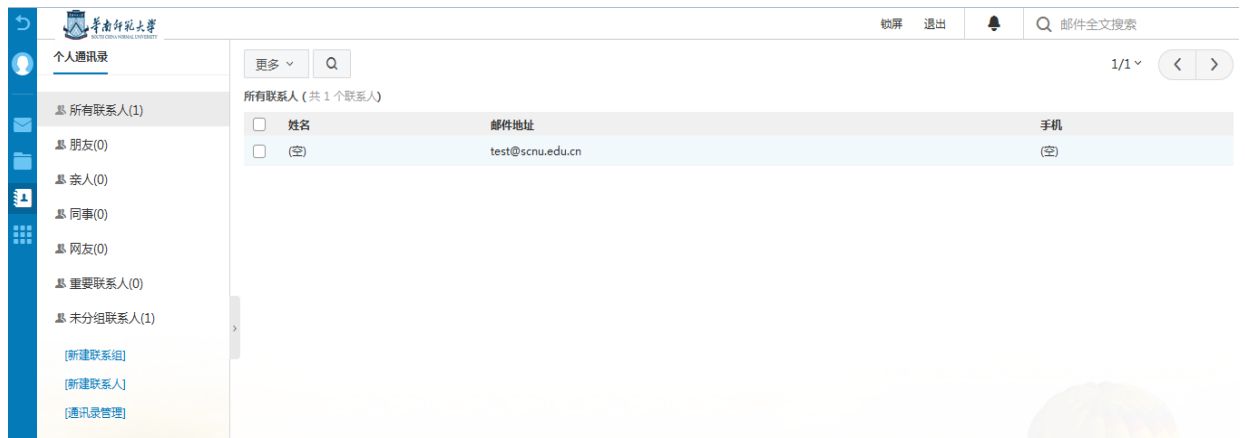 华南师范大学
SOUTH CHINA NORMAL UNIVERSITY
锁屏 退出 邮件全文搜索
个人通讯录
更多
1/1
所有联系人 ( 共 1 个联系人)
所有联系人(1)
姓名 邮件地址 手机
(空) test@scnu.edu.cn (空)
朋友(0)
亲人(0)
同事(0)
网友(0)
重要联系人(0)
未分组联系人(1)
[新建联系组]
[新建联系人]
[通讯录管理]